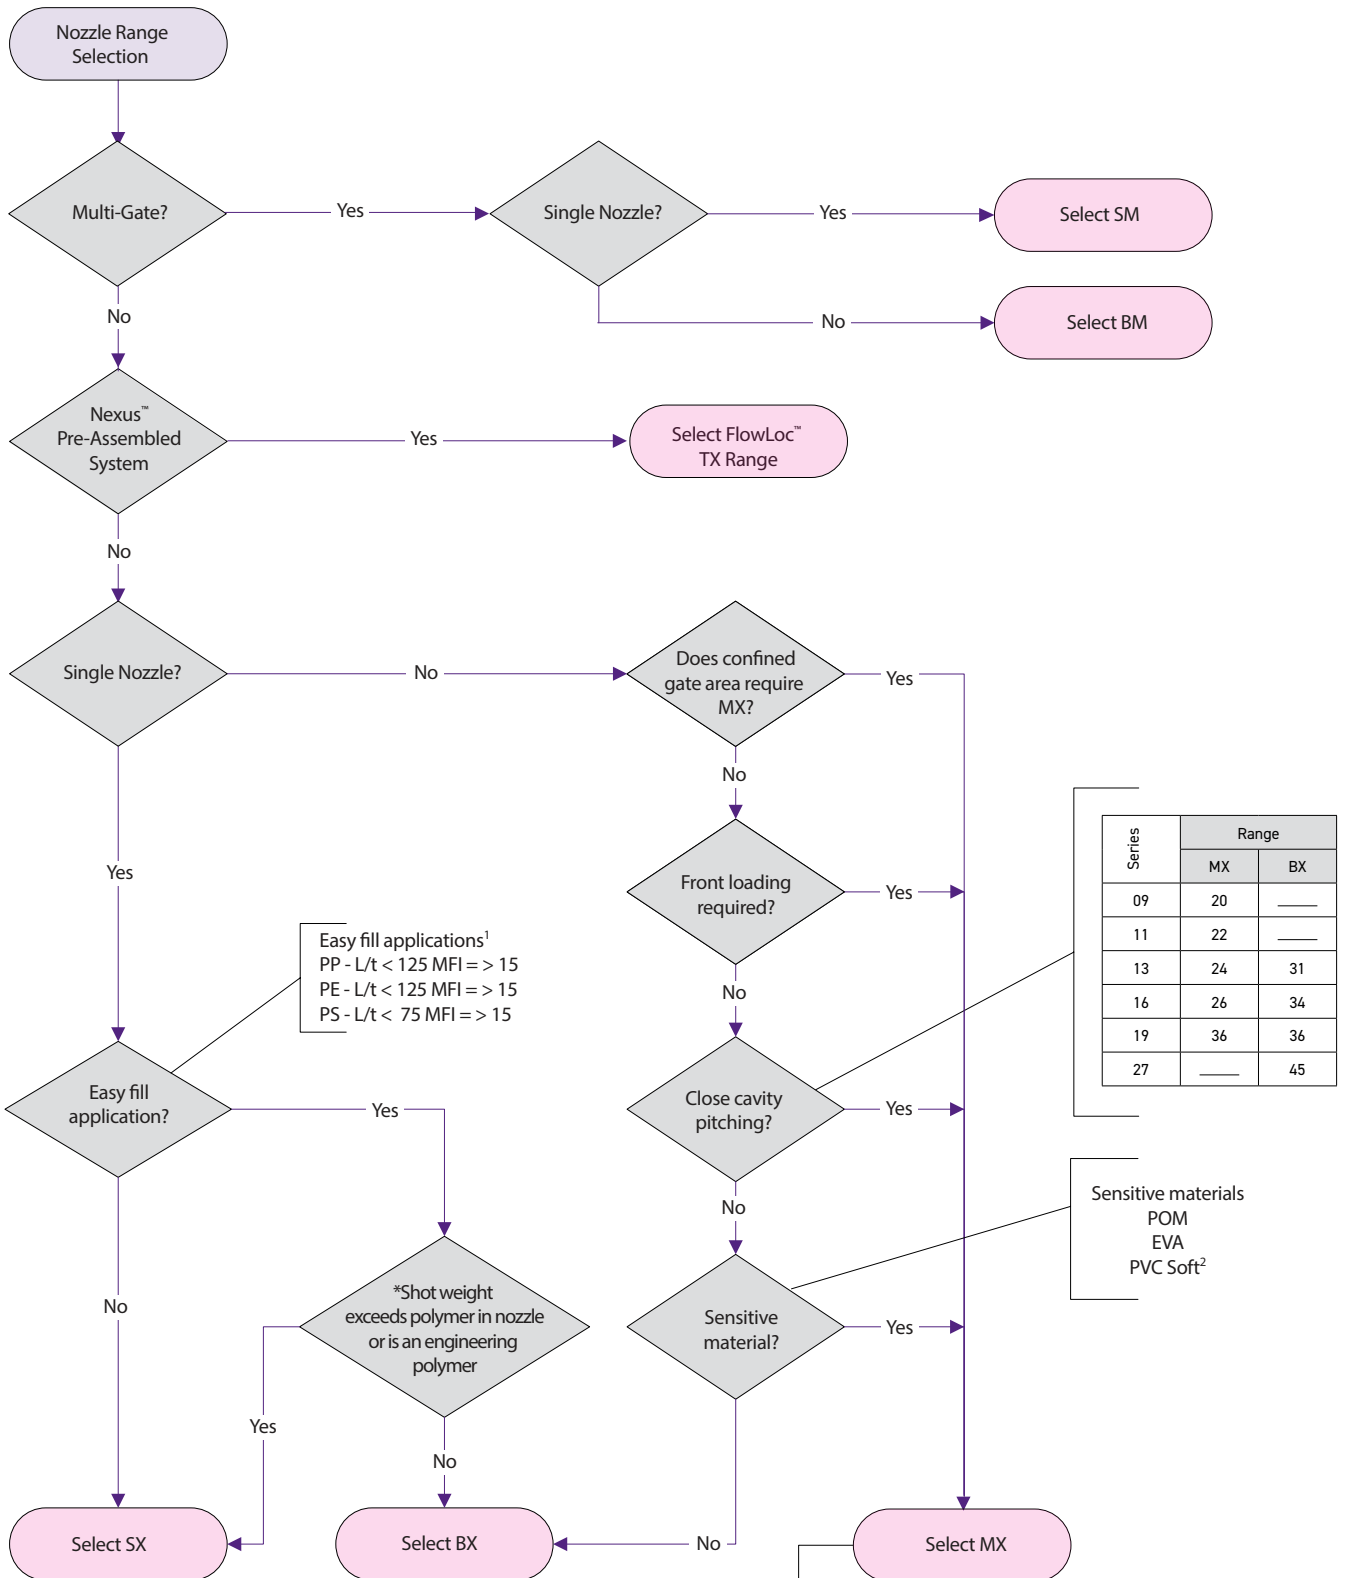 Nozzle Range
Selection
Multi-Gate?
Yes
Single Nozzle?
Yes
Select SM
No
Select BM
No
Nexus™
Pre-Assembled
System
Yes
Select FlowLoc™
TX Range
No
Single Nozzle?
No
Does confined
gate area require
MX?
Yes
No
Front loading
required?
Yes
No
Close cavity
pitching?
Yes
Series Range
MX BX
09 20 ____
11 22 ____
13 24 31
16 26 34
19 36 36
27 ____ 45
No
Sensitive
material?
Yes
Sensitive materials
POM
EVA
PVC Soft²
No
Yes
Easy fill applications¹
PP - L/t < 125 MFI = > 15
PE - L/t < 125 MFI = > 15
PS - L/t < 75 MFI = > 15
Easy fill
application?
Yes
No
*Shot weight
exceeds polymer in nozzle
or is an engineering
polymer
Yes
No
Select SX
Select BX
Select MX